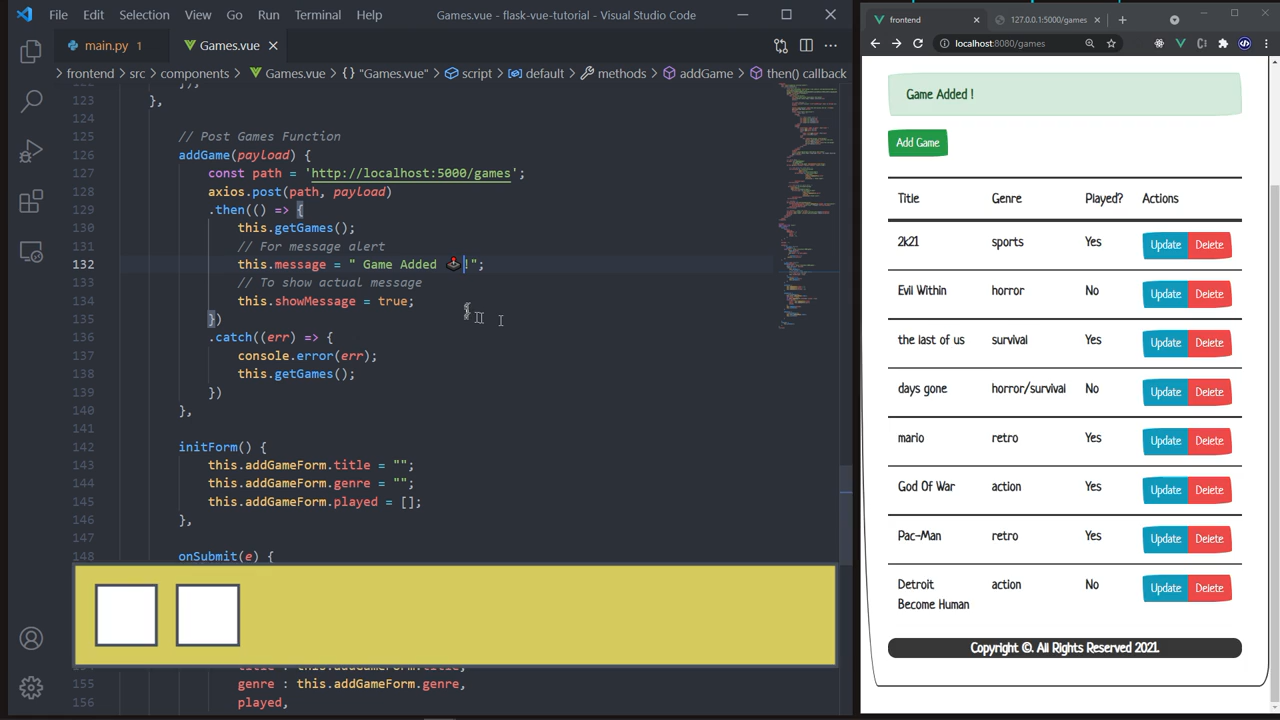 File Edit Selection View Go Run Terminal Help Games.vue - flask-vue-tutorial - Visual Studio Code
main.py 1 Games.vue
frontend > src > components > Games.vue > {} "Games.vue" > script > default > methods > addGame > then() callback
123 },
124
125 // Post Games Function
126 addGame(payload) {
127 const path = 'http://localhost:5000/games';
128 axios.post(path, payload)
129 .then(() => {
130 this.getGames();
131 // For message alert
132 this.message = " Game Added 🕹️!";
133 // To show actual message
134 this.showMessage = true;
135 })
136 .catch((err) => {
137 console.error(err);
138 this.getGames();
139 })
140 },
141
142 initForm() {
143 this.addGameForm.title = "";
144 this.addGameForm.genre = "";
145 this.addGameForm.played = [];
146 },
147
148 onSubmit(e) {
title : this.addGameForm.title,
155 genre : this.addGameForm.genre,
156 played,
frontend 127.0.0.1:5000/games
localhost:8080/games
Game Added !
Add Game
Title Genre Played? Actions
2k21 sports Yes Update Delete
Evil Within horror No Update Delete
the last of us survival Yes Update Delete
days gone horror/survival No Update Delete
mario retro Yes Update Delete
God Of War action Yes Update Delete
Pac-Man retro Yes Update Delete
Detroit Become Human action No Update Delete
Copyright ©. All Rights Reserved 2021.